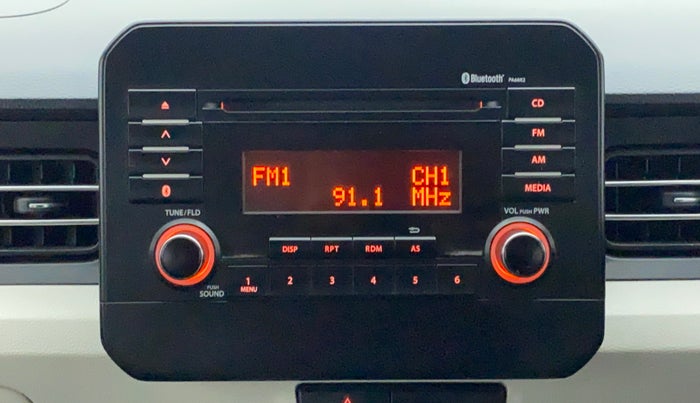 Bluetooth PA6RR2
CD
FM
AM
MEDIA
FM1 CH1
91.1 MHz
TUNE/FLD
VOL PUSH PWR
DISP RPT RDM AS
PUSH SOUND
1 2 3 4 5 6
MENU